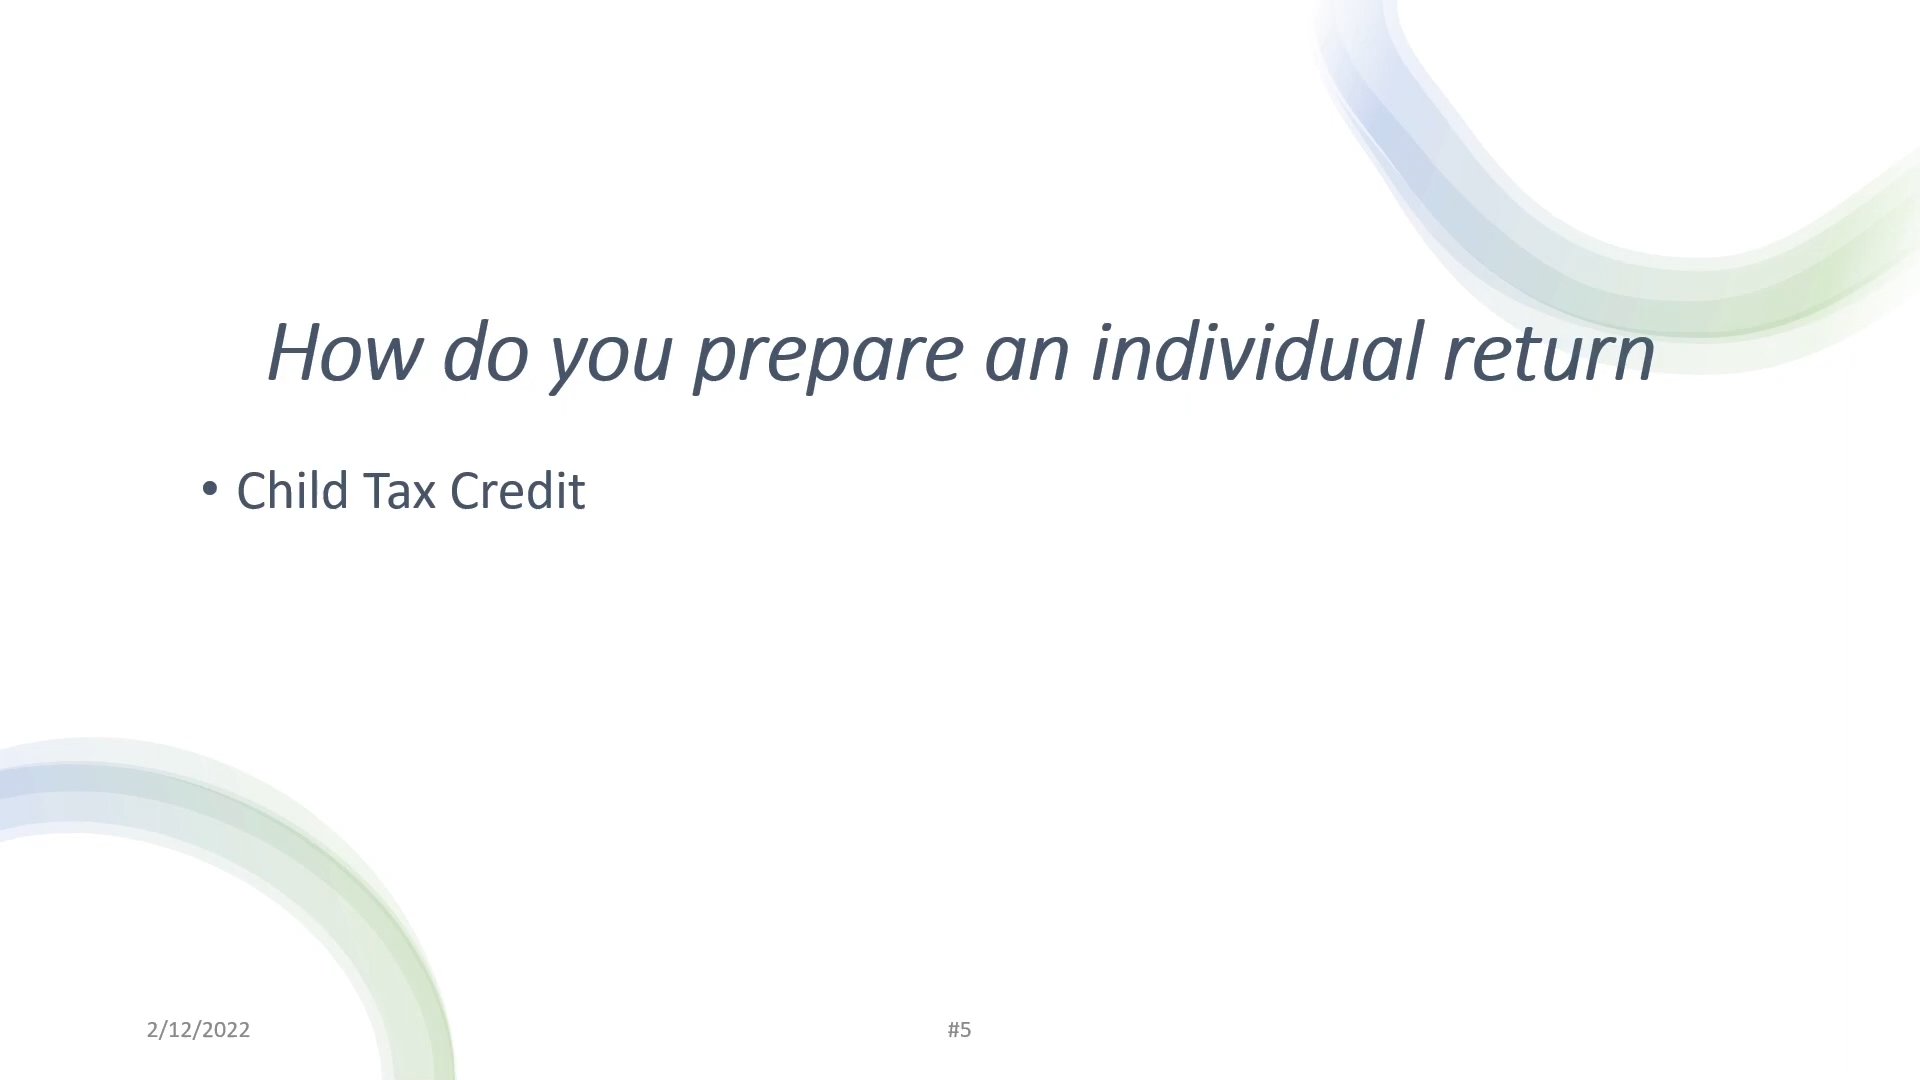 How do you prepare an individual return
• Child Tax Credit
2/12/2022
#5